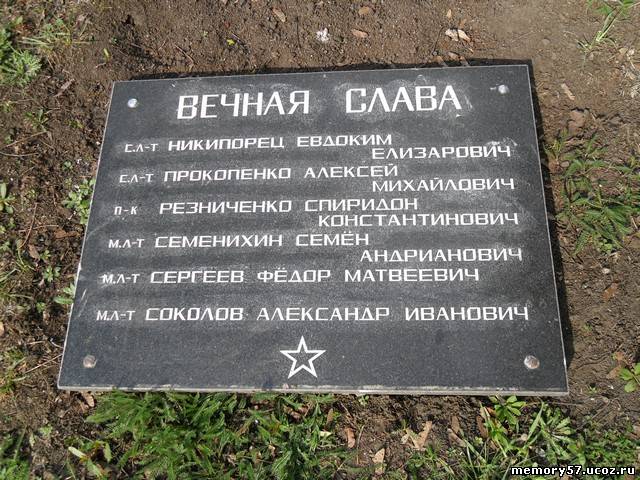 ВЕЧНАЯ СЛАВА
С.Л-Т НИКИПОРЕЦ ЕВДОКИМ
ЕЛИЗАРОВИЧ
С.Л-Т ПРОКОПЕНКО АЛЕКСЕЙ
МИХАЙЛОВИЧ
П-К РЕЗНИЧЕНКО СПИРИДОН
КОНСТАНТИНОВИЧ
М.Л-Т СЕМЕНИХИН СЕМЁН
АНДРИАНОВИЧ
М.Л-Т СЕРГЕЕВ ФЁДОР МАТВЕЕВИЧ
М.Л-Т СОКОЛОВ АЛЕКСАНДР ИВАНОВИЧ
memory57.ucoz.ru